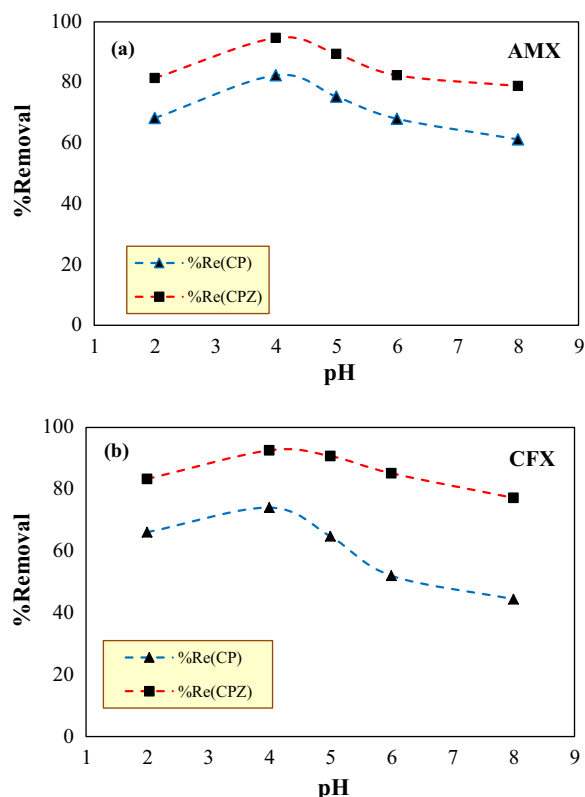 (a)
AMX
100
80
60
40
20
0
%Removal
%Re(CP)
%Re(CPZ)
1 2 3 4 5 6 7 8 9
pH
(b)
CFX
100
80
60
40
20
0
%Removal
%Re(CP)
%Re(CPZ)
1 2 3 4 5 6 7 8 9
pH